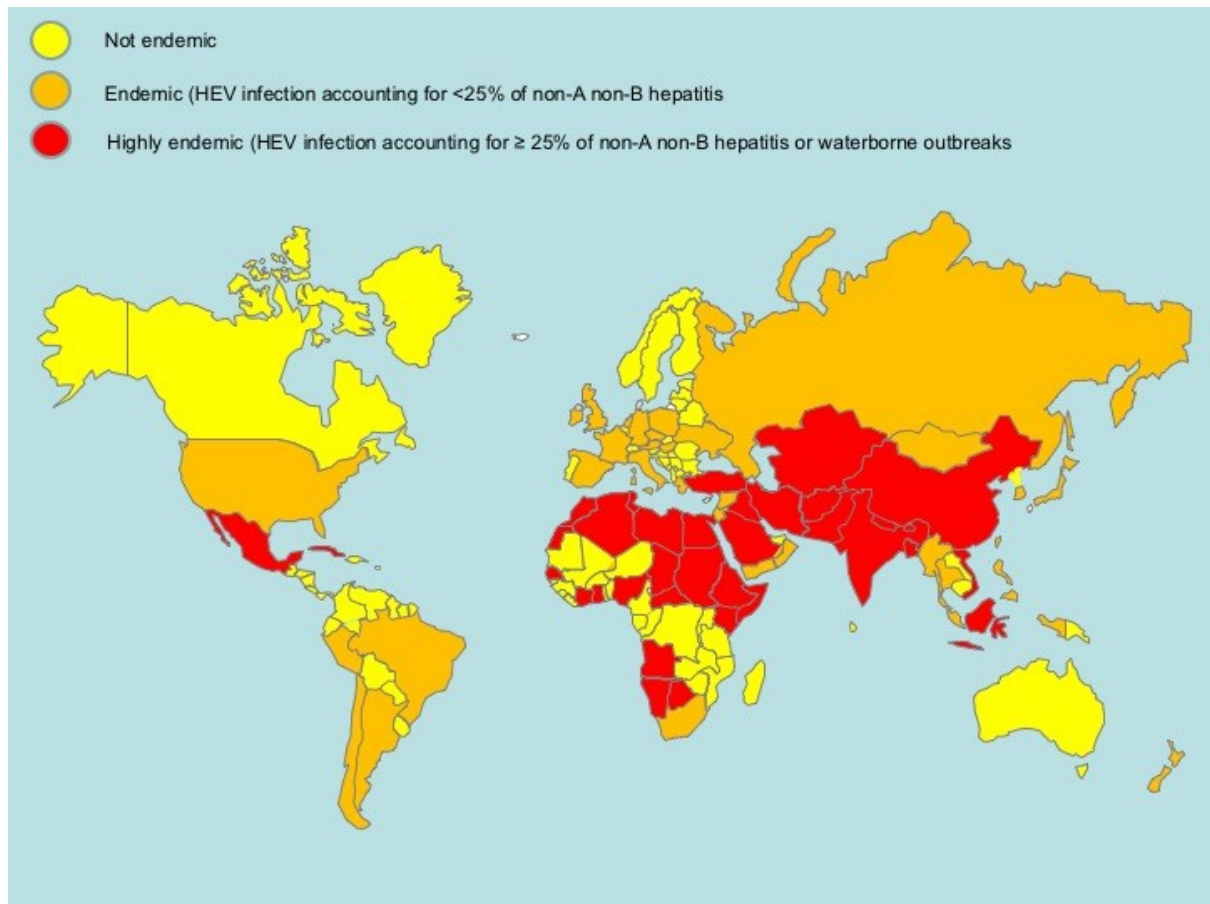 Not endemic
Endemic (HEV infection accounting for <25% of non-A non-B hepatitis
Highly endemic (HEV infection accounting for ≥ 25% of non-A non-B hepatitis or waterborne outbreaks